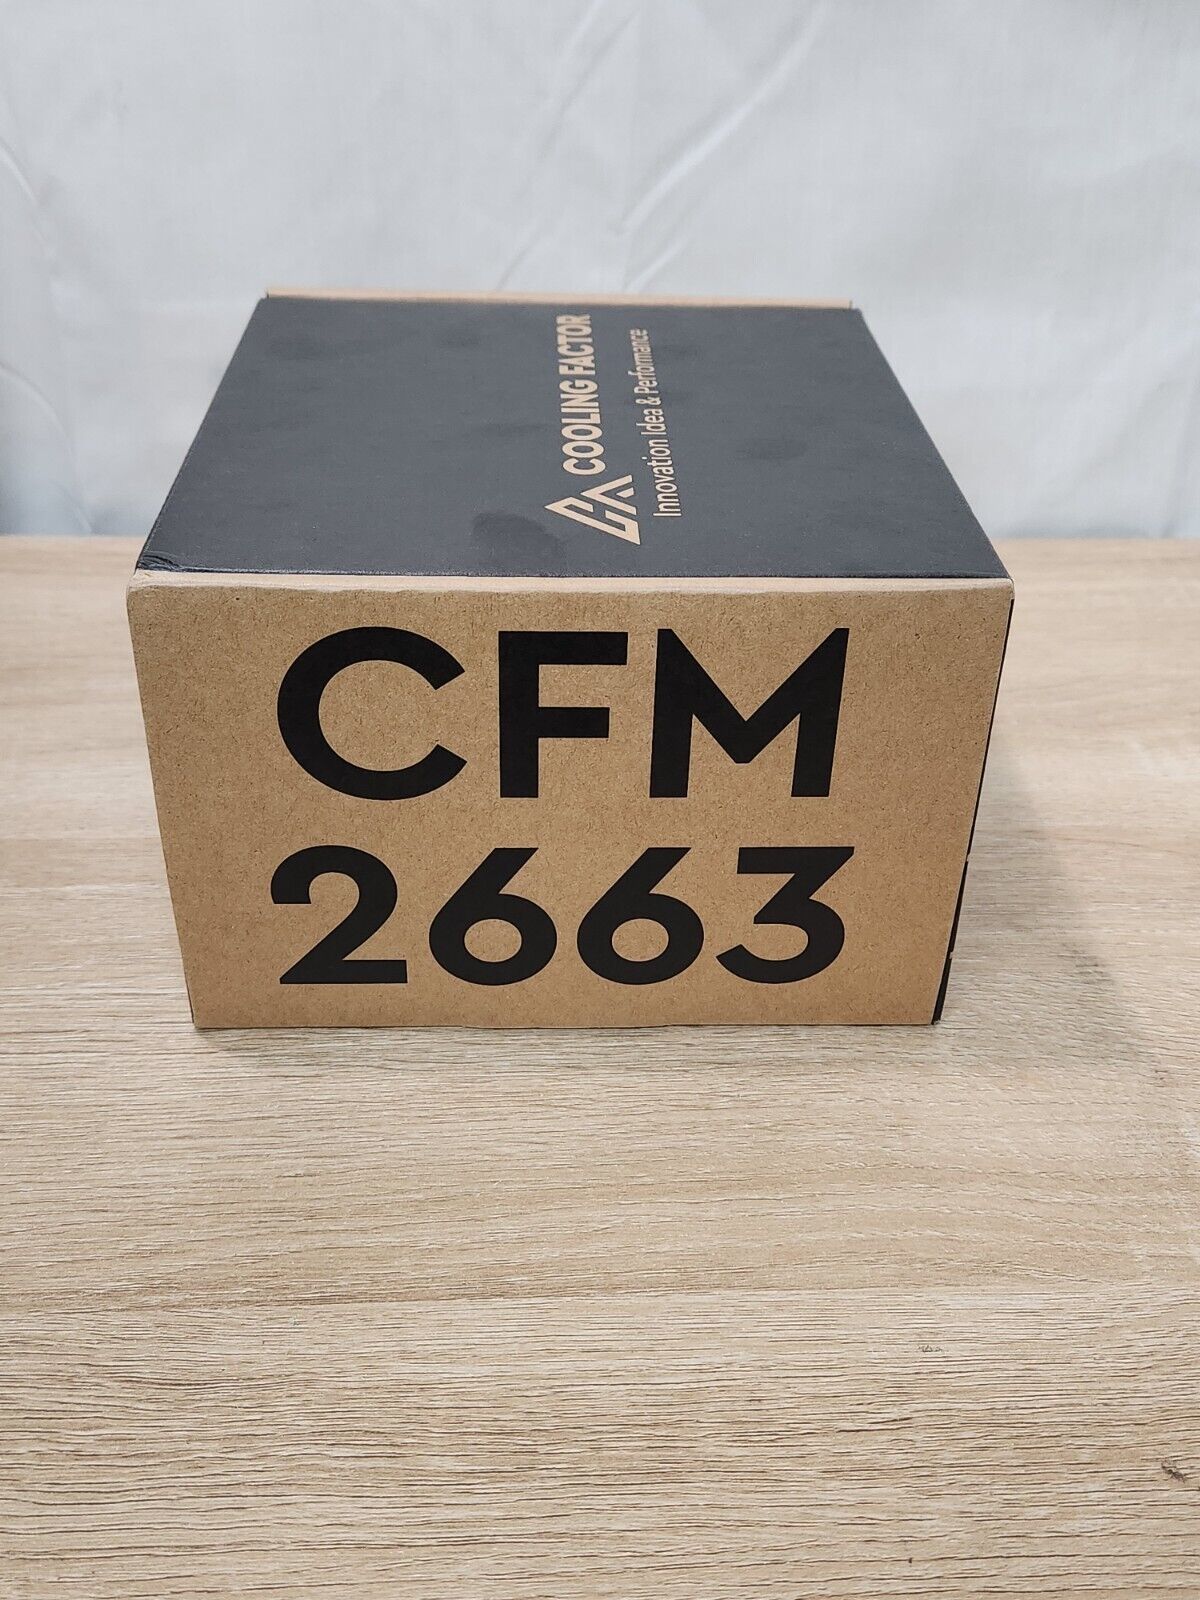 COOLING FACTOR
Innovation Idea & Performance
CFM
2663